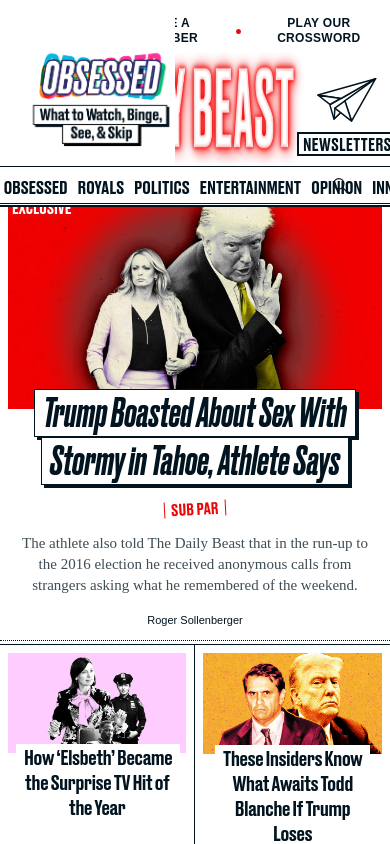 E A
BER
PLAY OUR
CROSSWORD
OBSESSED
What to Watch, Binge,
See, & Skip
Y BEAST
NEWSLETTERS
OBSESSED ROYALS POLITICS ENTERTAINMENT OPINION INN
EXCLUSIVE
Trump Boasted About Sex With
Stormy in Tahoe, Athlete Says
SUB PAR
The athlete also told The Daily Beast that in the run-up to
the 2016 election he received anonymous calls from
strangers asking what he remembered of the weekend.
Roger Sollenberger
How ‘Elsbeth’ Became
the Surprise TV Hit of
the Year
These Insiders Know
What Awaits Todd
Blanche If Trump
Loses